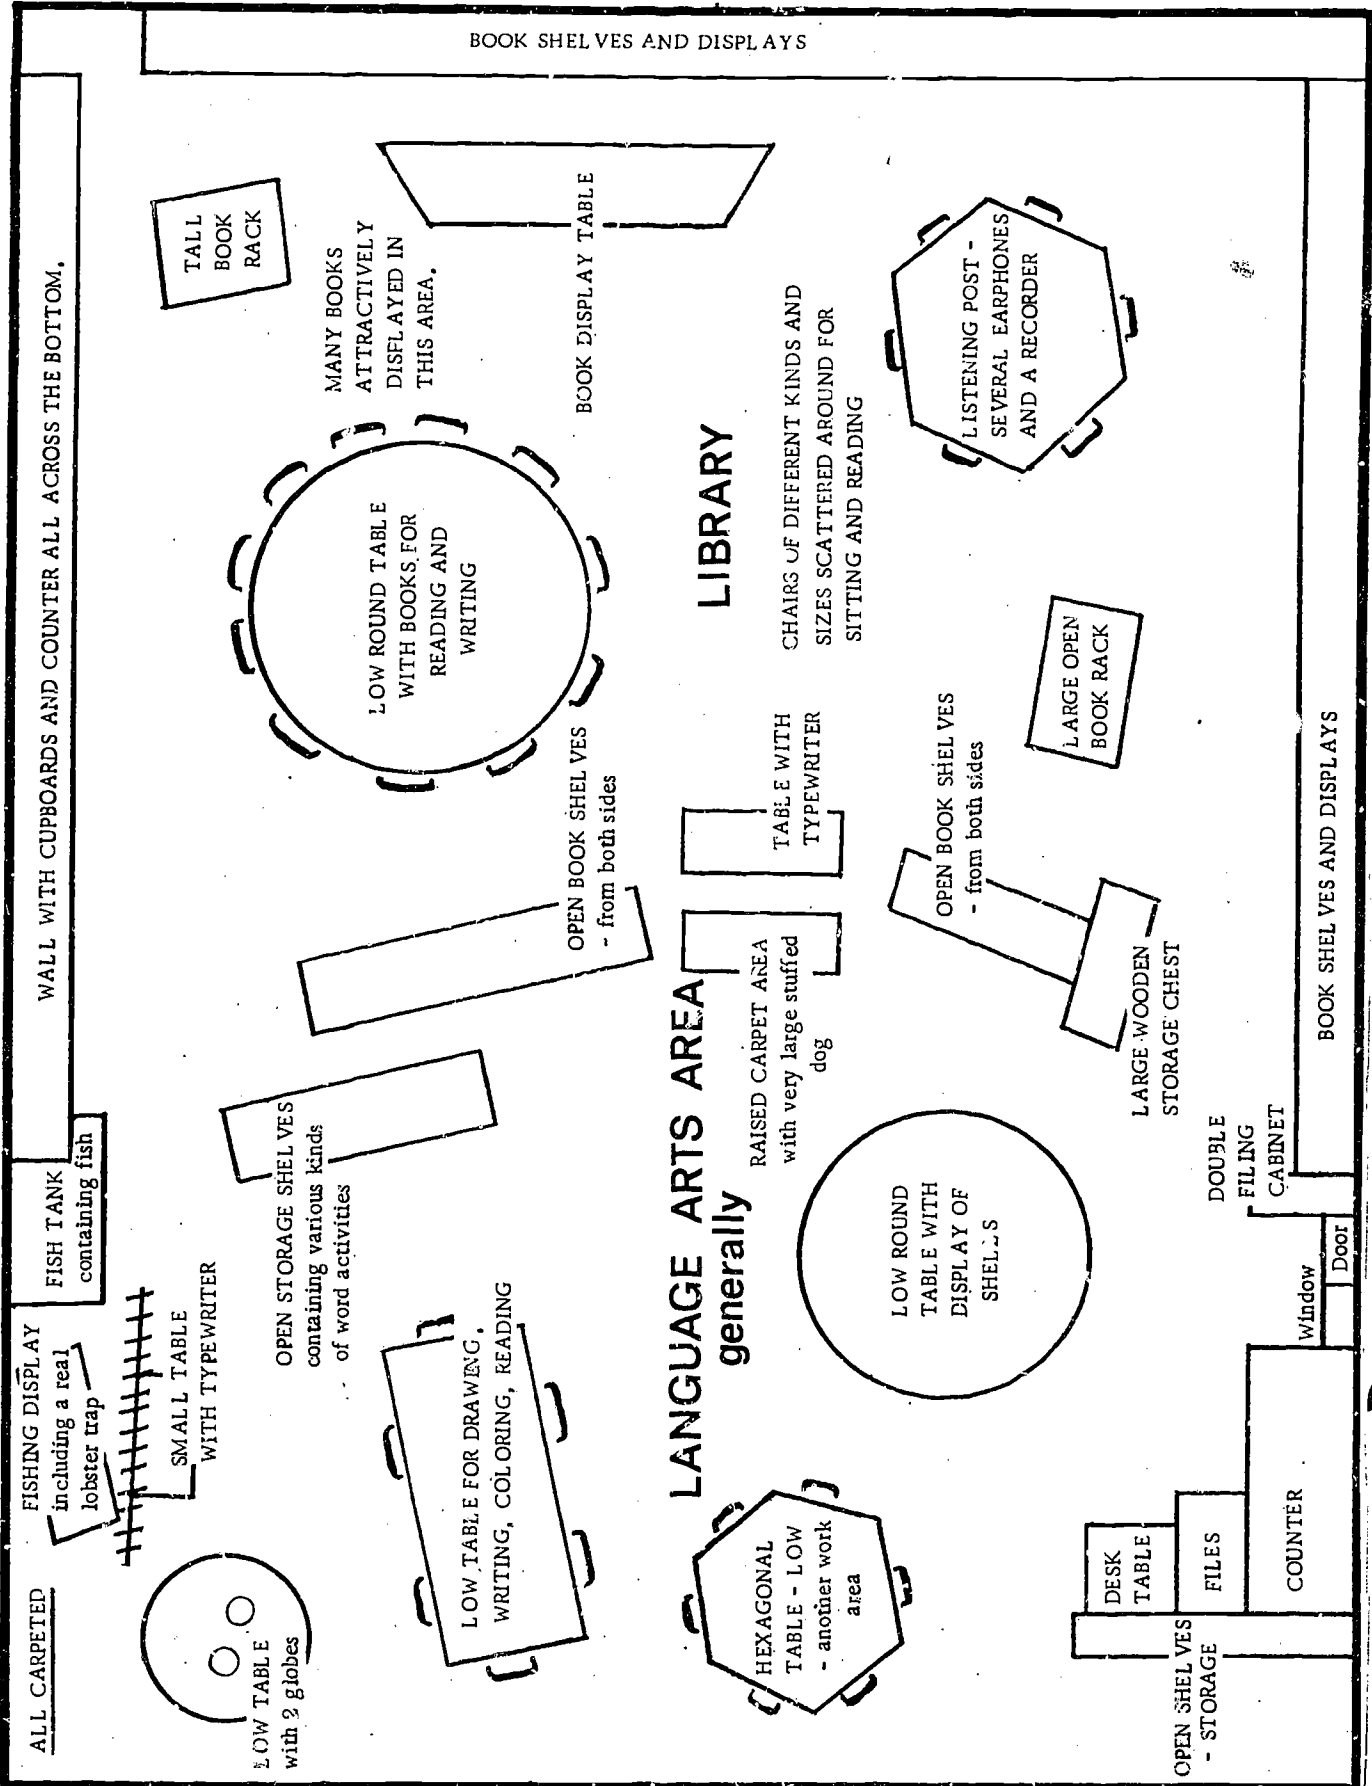 ALL CARPETED
FISHING DISPLAY
including a real
lobster trap
FISH TANK
containing fish
WALL WITH CUPBOARDS AND COUNTER ALL ACROSS THE BOTTOM.
BOOK SHELVES AND DISPLAYS
SMALL TABLE
WITH TYPEWRITER
TALL
BOOK
RACK
LOW TABLE
with 2 globes
OPEN STORAGE SHELVES
containing various kinds
of word activities
MANY BOOKS
ATTRACTIVELY
DISPLAYED IN
THIS AREA.
LOW ROUND TABLE
WITH BOOKS FOR
READING AND
WRITING
LOW TABLE FOR DRAWING,
WRITING, COLORING, READING
OPEN BOOK SHELVES
- from both sides
BOOK DISPLAY TABLE
LANGUAGE ARTS AREA
generally
LIBRARY
RAISED CARPET AREA
with very large stuffed
dog
TABLE WITH
TYPEWRITER
CHAIRS OF DIFFERENT KINDS AND
SIZES SCATTERED AROUND FOR
SITTING AND READING
HEXAGONAL
TABLE - LOW
- another work
area
LOW ROUND
TABLE WITH
DISPLAY OF
SHELLS
OPEN BOOK SHELVES
- from both sides
LISTENING POST -
SEVERAL EARPHONES
AND A RECORDER
LARGE OPEN
BOOK RACK
LARGE WOODEN
STORAGE CHEST
DESK
TABLE
FILES
COUNTER
OPEN SHELVES
- STORAGE
DOUBLE
FILING
CABINET
Window
Door
BOOK SHELVES AND DISPLAYS